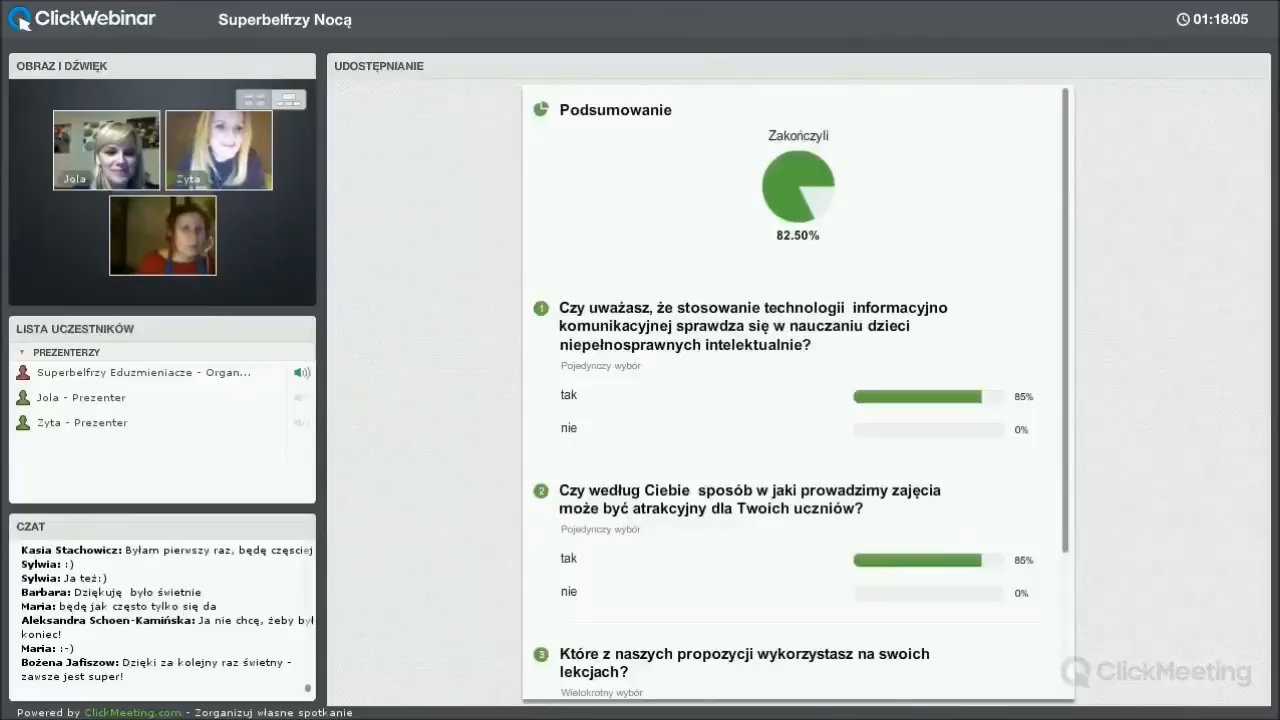 ClickWebinar
Superbelfrzy Nocą
01:18:05
OBRAZ I DŹWIĘK
Jola
Zyta
LISTA UCZESTNIKÓW
PREZENTERZY
Superbelfrzy Eduzmieniacze - Organ...
Jola - Prezenter
Zyta - Prezenter
CZAT
Kasia Stachowicz: Byłam pierwszy raz, będę częsciej
Sylwia: :)
Sylwia: Ja też;)
Barbara: Dziękuję było świetnie
Maria: będę jak często tylko się da
Aleksandra Schoen-Kamińska: Ja nie chcę, żeby był
koniec!
Maria: :-)
Bożena Jafiszow: Dzięki za kolejny raz świetny -
zawsze jest super!
UDOSTĘPNIANIE
Podsumowanie
Zakończyli
82.50%
1 Czy uważasz, że stosowanie technologii informacyjno
komunikacyjnej sprawdza się w nauczaniu dzieci
niepełnosprawnych intelektualnie?
Pojedynczy wybór
tak 85%
nie 0%
2 Czy według Ciebie sposób w jaki prowadzimy zajęcia
może być atrakcyjny dla Twoich uczniów?
Pojedynczy wybór
tak 85%
nie 0%
3 Które z naszych propozycji wykorzystasz na swoich
lekcjach?
Wielokrotny wybór
ClickMeeting
Powered by ClickMeeting.com - Zorganizuj własne spotkanie